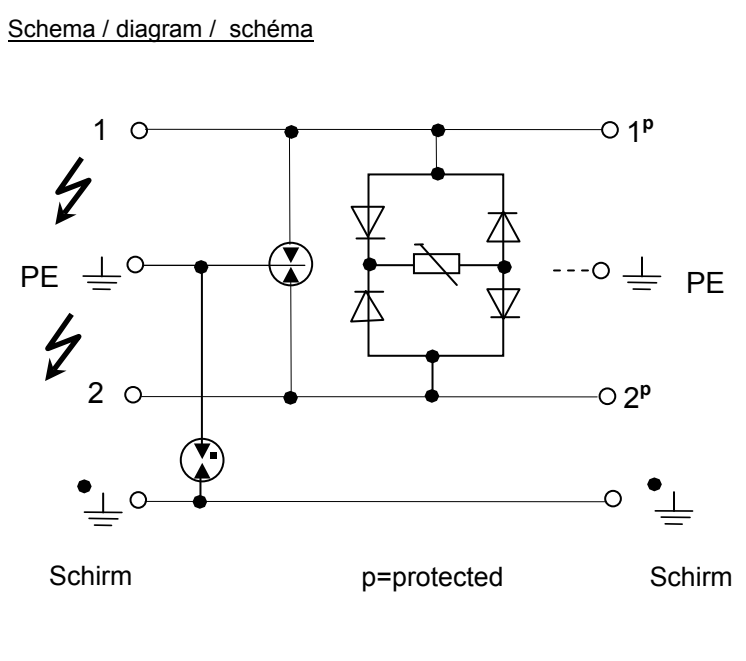 Schema / diagram / schéma
1
1ᵖ
PE
PE
2
2ᵖ
Schirm
p=protected
Schirm